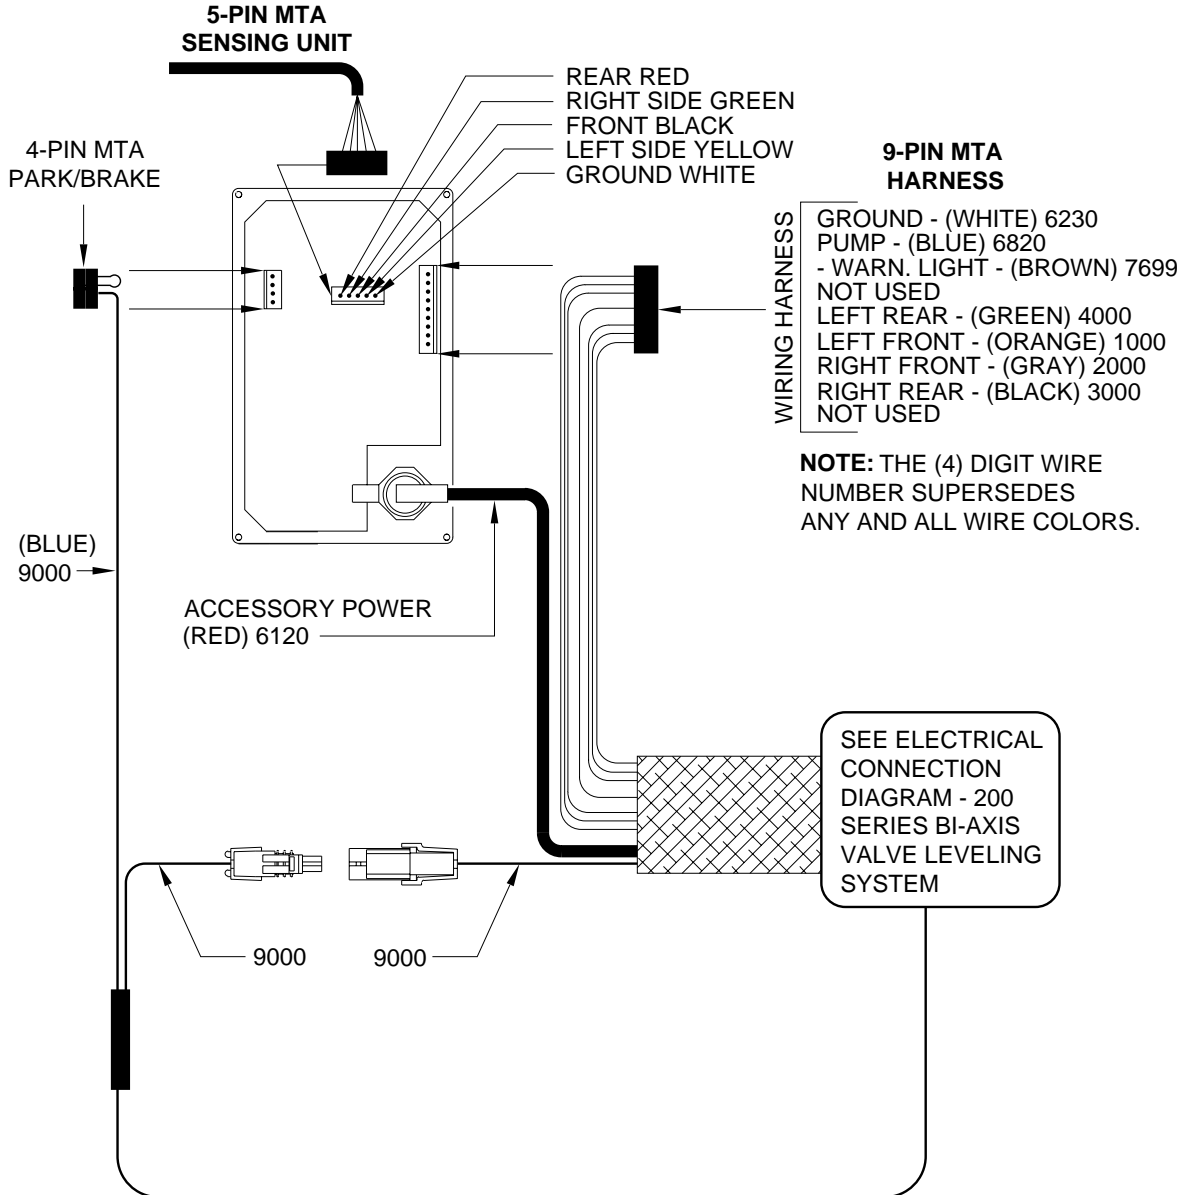 5-PIN MTA
SENSING UNIT
REAR RED
RIGHT SIDE GREEN
FRONT BLACK
LEFT SIDE YELLOW
GROUND WHITE
4-PIN MTA
PARK/BRAKE
9-PIN MTA
HARNESS
WIRING HARNESS
GROUND - (WHITE) 6230
PUMP - (BLUE) 6820
- WARN. LIGHT - (BROWN) 7699
NOT USED
LEFT REAR - (GREEN) 4000
LEFT FRONT - (ORANGE) 1000
RIGHT FRONT - (GRAY) 2000
RIGHT REAR - (BLACK) 3000
NOT USED
NOTE: THE (4) DIGIT WIRE
NUMBER SUPERSEDES
ANY AND ALL WIRE COLORS.
(BLUE)
9000
ACCESSORY POWER
(RED) 6120
SEE ELECTRICAL
CONNECTION
DIAGRAM - 200
SERIES BI-AXIS
VALVE LEVELING
SYSTEM
9000
9000